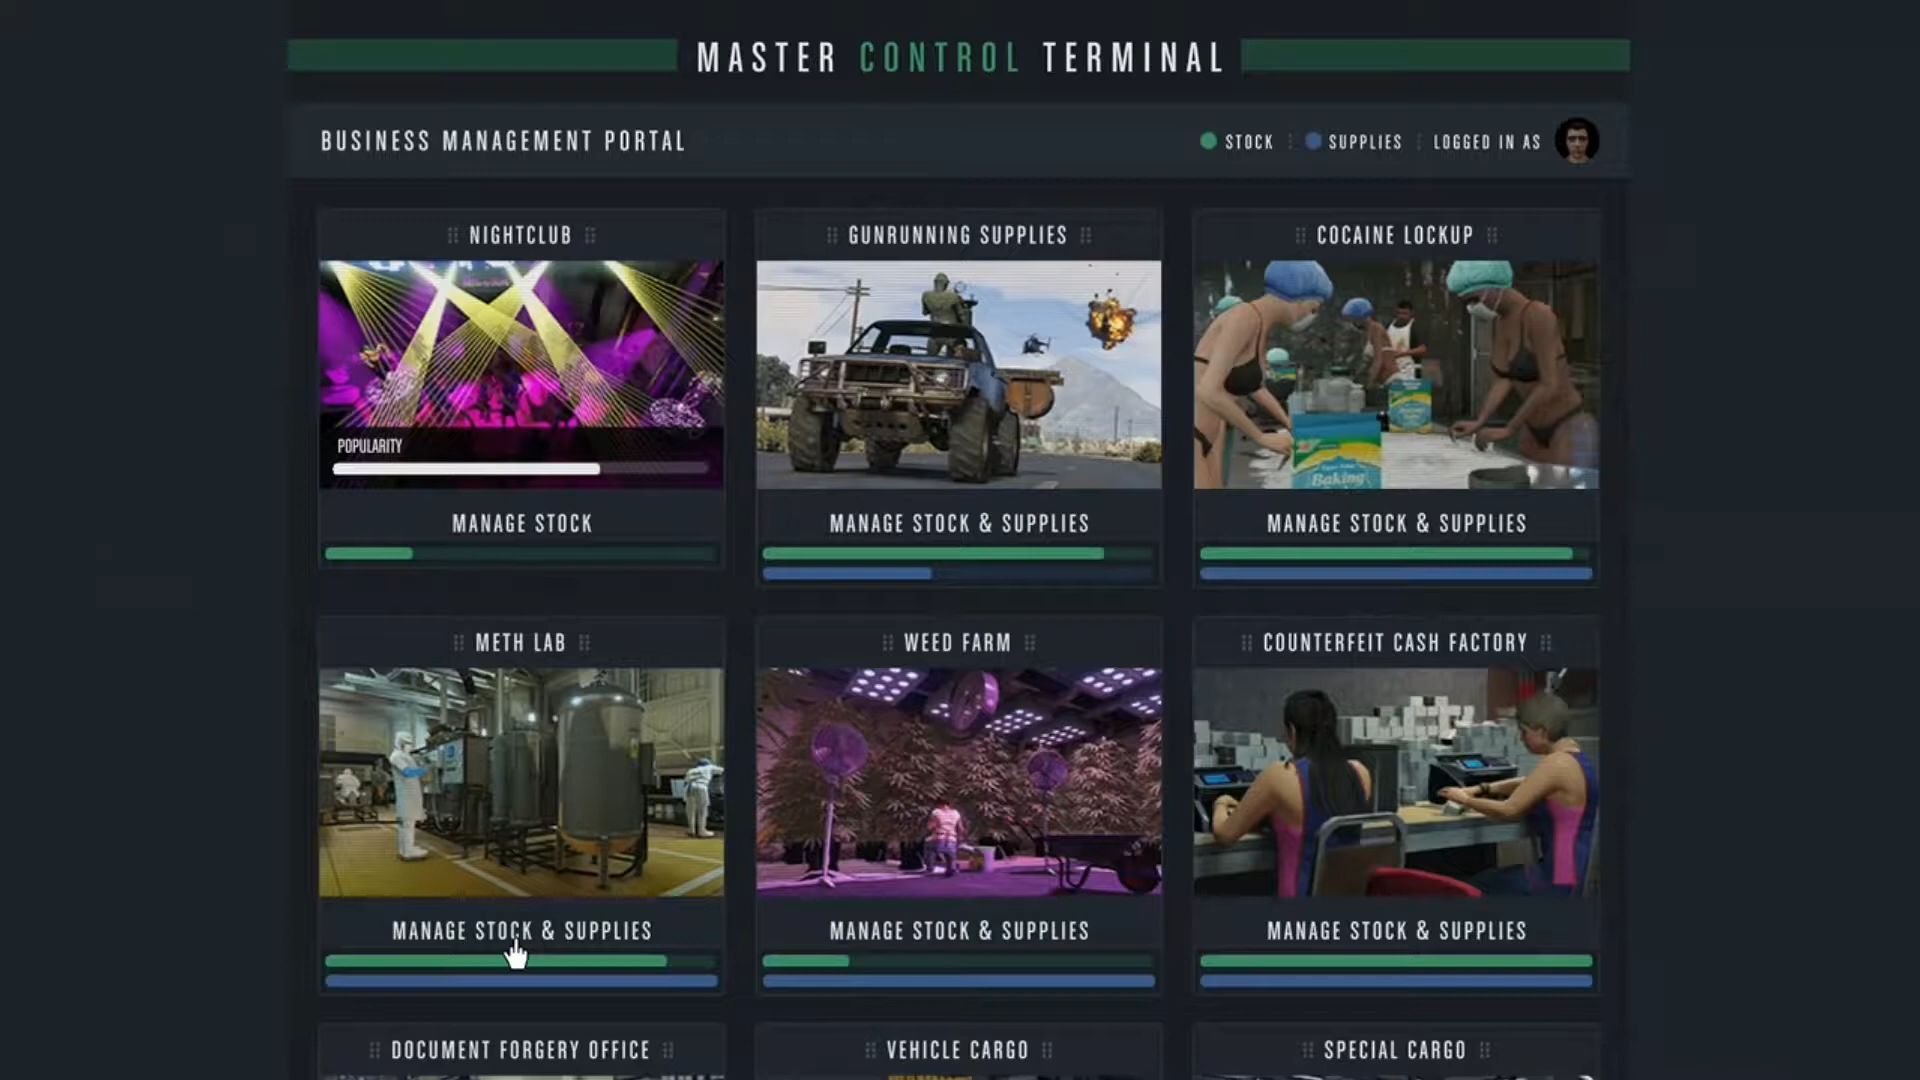 MASTER CONTROL TERMINAL
BUSINESS MANAGEMENT PORTAL
STOCK
SUPPLIES
LOGGED IN AS
NIGHTCLUB
GUNRUNNING SUPPLIES
COCAINE LOCKUP
POPULARITY
Baking
MANAGE STOCK
MANAGE STOCK & SUPPLIES
MANAGE STOCK & SUPPLIES
METH LAB
WEED FARM
COUNTERFEIT CASH FACTORY
MANAGE STOCK & SUPPLIES
MANAGE STOCK & SUPPLIES
MANAGE STOCK & SUPPLIES
DOCUMENT FORGERY OFFICE
VEHICLE CARGO
SPECIAL CARGO